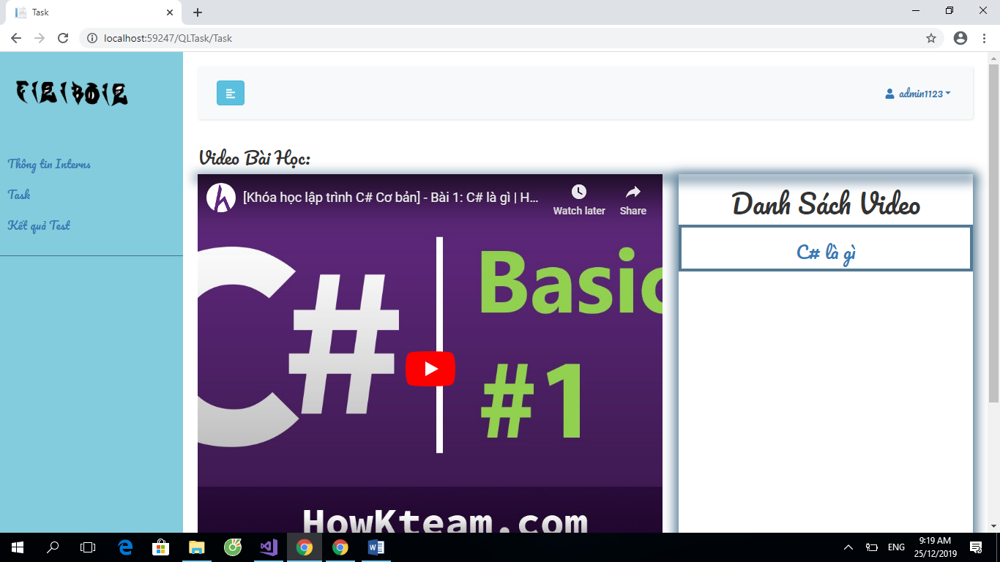 Task
localhost:59247/QLTask/Task
admin1123
Thông tin Interns
Task
Kết quả Test
Video Bài Học:
[Khóa học lập trình C# Cơ bản] - Bài 1: C# là gì | H...
Watch later
Share
C#
Basic
#1
HowKteam.com
Danh Sách Video
C# là gì
ENG
9:19 AM
25/12/2019